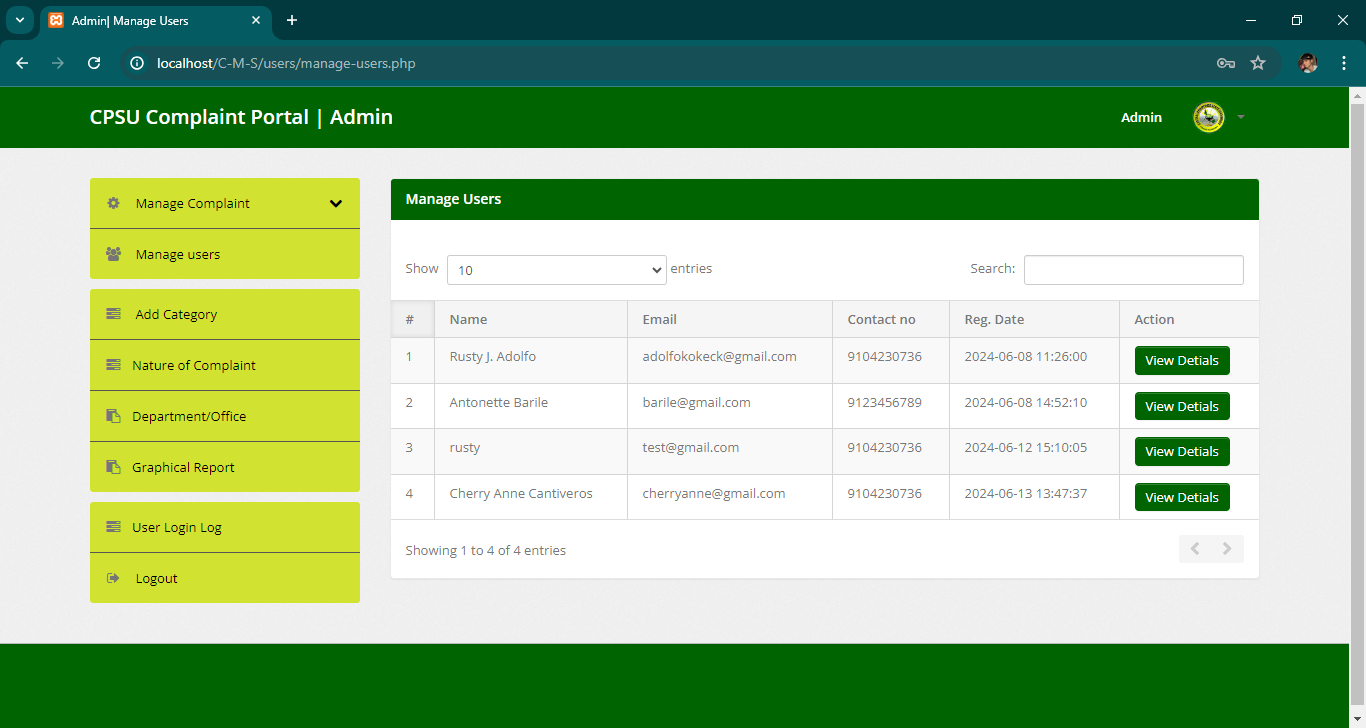 Admin| Manage Users
localhost/C-M-S/users/manage-users.php
CPSU Complaint Portal | Admin
Admin
Manage Complaint
Manage users
Add Category
Nature of Complaint
Department/Office
Graphical Report
User Login Log
Logout
Manage Users
Show 10 entries Search:
# Name Email Contact no Reg. Date Action
1 Rusty J. Adolfo adolfokokeck@gmail.com 9104230736 2024-06-08 11:26:00 View Detials
2 Antonette Barile barile@gmail.com 9123456789 2024-06-08 14:52:10 View Detials
3 rusty test@gmail.com 9104230736 2024-06-12 15:10:05 View Detials
4 Cherry Anne Cantiveros cherryanne@gmail.com 9104230736 2024-06-13 13:47:37 View Detials
Showing 1 to 4 of 4 entries